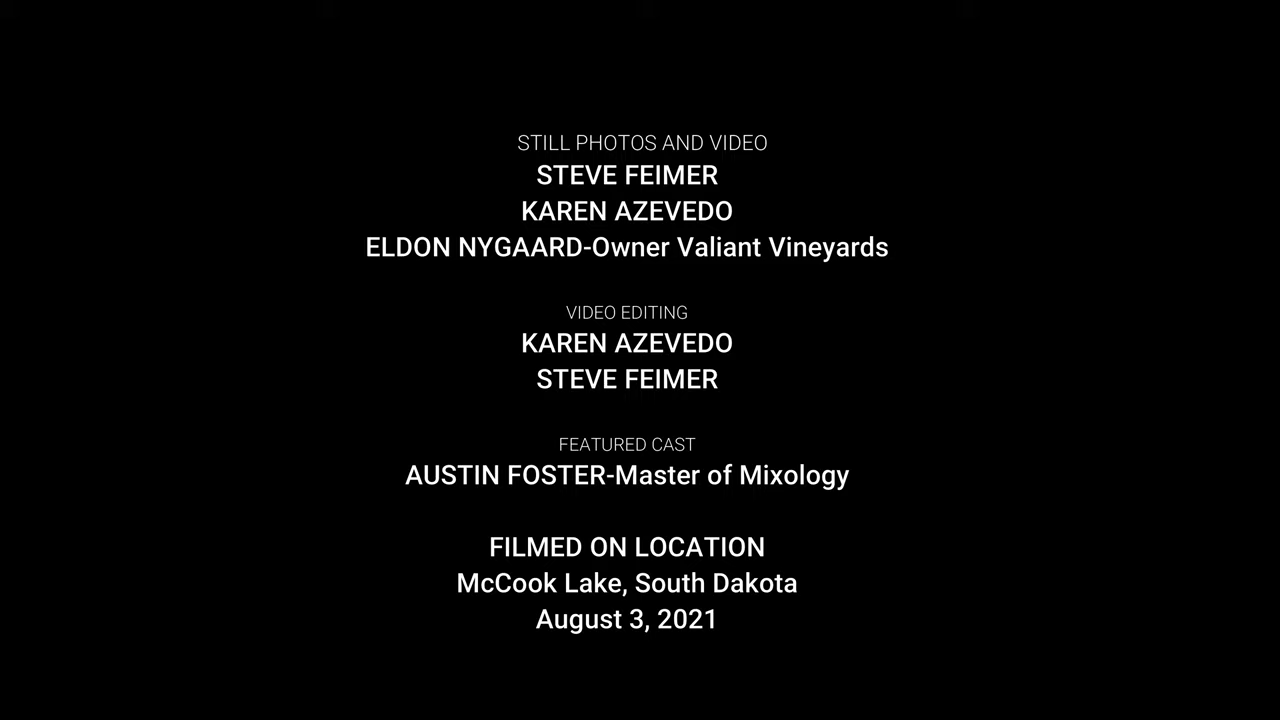 STILL PHOTOS AND VIDEO
STEVE FEIMER
KAREN AZEVEDO
ELDON NYGAARD-Owner Valiant Vineyards
VIDEO EDITING
KAREN AZEVEDO
STEVE FEIMER
FEATURED CAST
AUSTIN FOSTER-Master of Mixology
FILMED ON LOCATION
McCook Lake, South Dakota
August 3, 2021